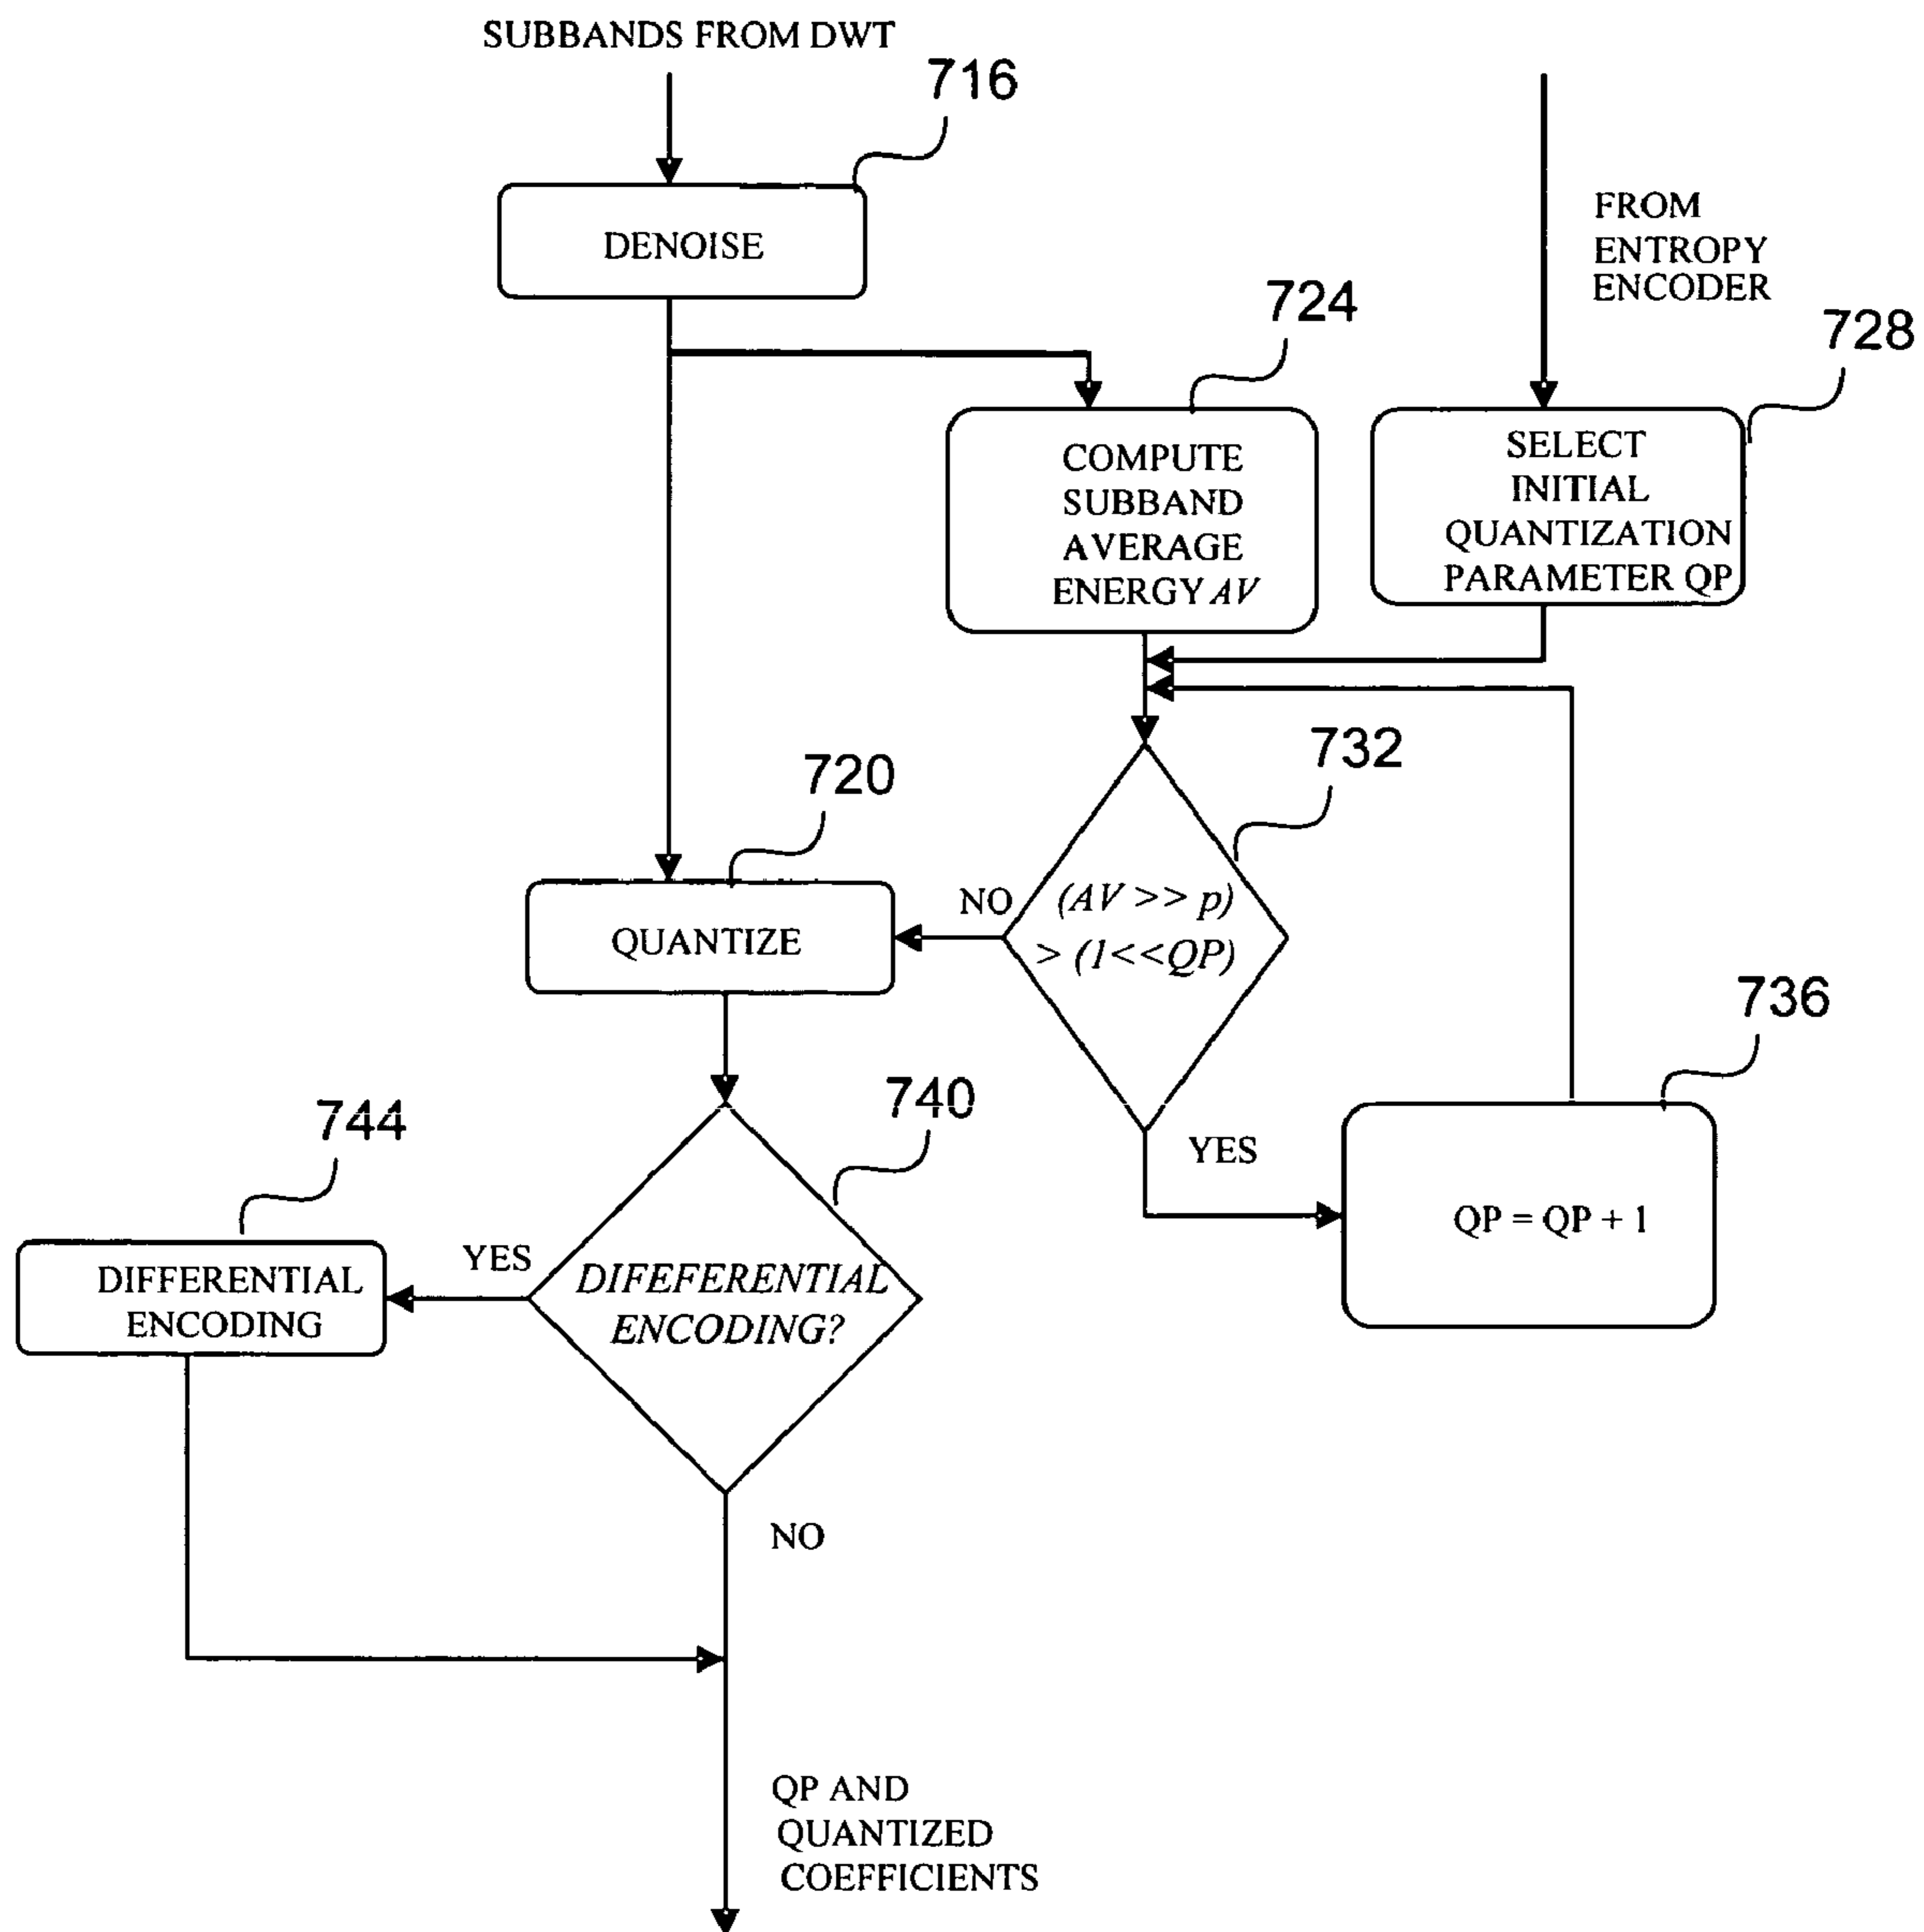 SUBBANDS FROM DWT
716
DENOISE
FROM
ENTROPY
ENCODER
724
728
COMPUTE
SUBBAND
AVERAGE
ENERGY AV
SELECT
INITIAL
QUANTIZATION
PARAMETER QP
732
720
(AV >> p)
> (1<<QP)
NO
QUANTIZE
736
YES
QP = QP + 1
740
744
YES
DIFFERENTIAL
ENCODING
DIFEFERENTIAL
ENCODING?
NO
QP AND
QUANTIZED
COEFFICIENTS